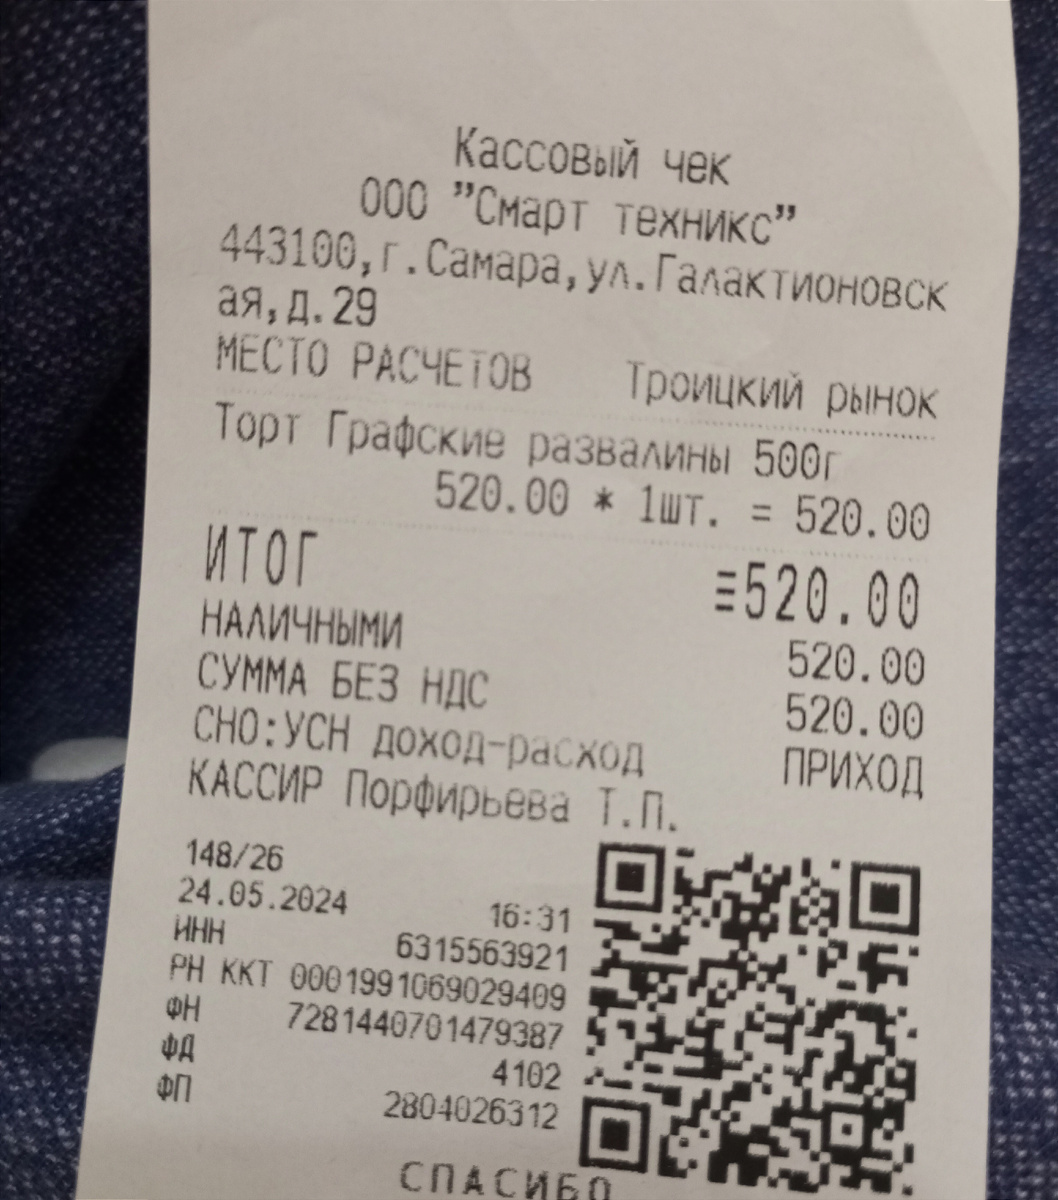 Кассовый чек
ООО "Смарт техникс"
443100,г.Самара,ул.Галактионовск
ая,д.29
МЕСТО РАСЧЕТОВ Троицкий рынок
Торт Графские развалины 500г
520.00 * 1шт. = 520.00
ИТОГ ≡520.00
НАЛИЧНЫМИ 520.00
СУММА БЕЗ НДС 520.00
СНО:УСН доход-расход ПРИХОД
КАССИР Порфирьева Т.П.
148/26
24.05.2024 16:31
ИНН 6315563921
РН ККТ 0001991069029409
ФН 7281440701479387
ФД 4102
ФП 2804026312
СПАСИБО